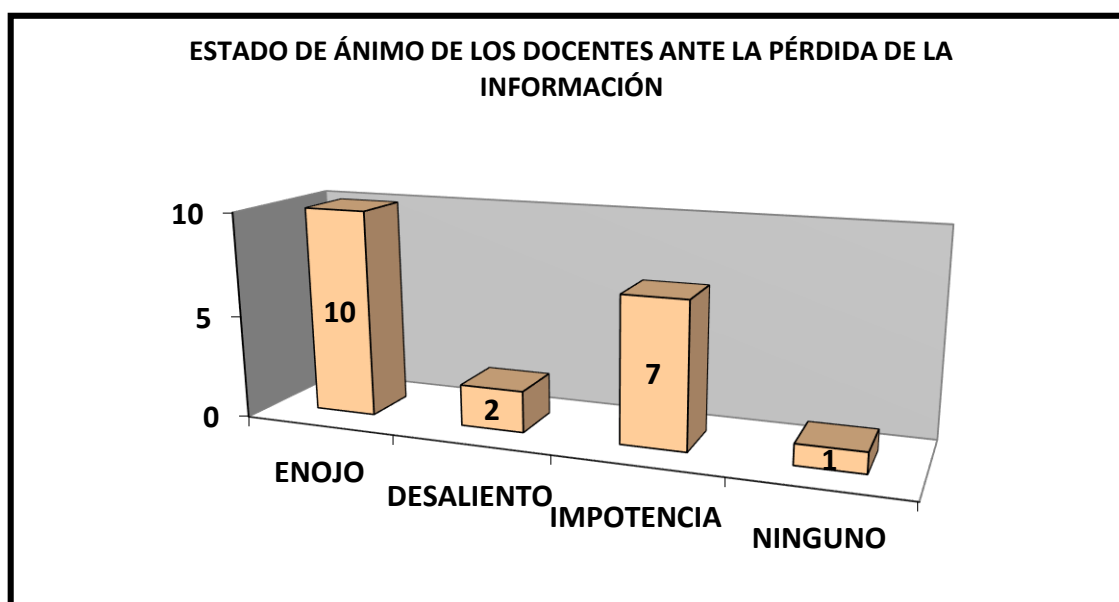 ESTADO DE ÁNIMO DE LOS DOCENTES ANTE LA PÉRDIDA DE LA
INFORMACIÓN
10
5
0
10
2
7
1
ENOJO
DESALIENTO
IMPOTENCIA
NINGUNO